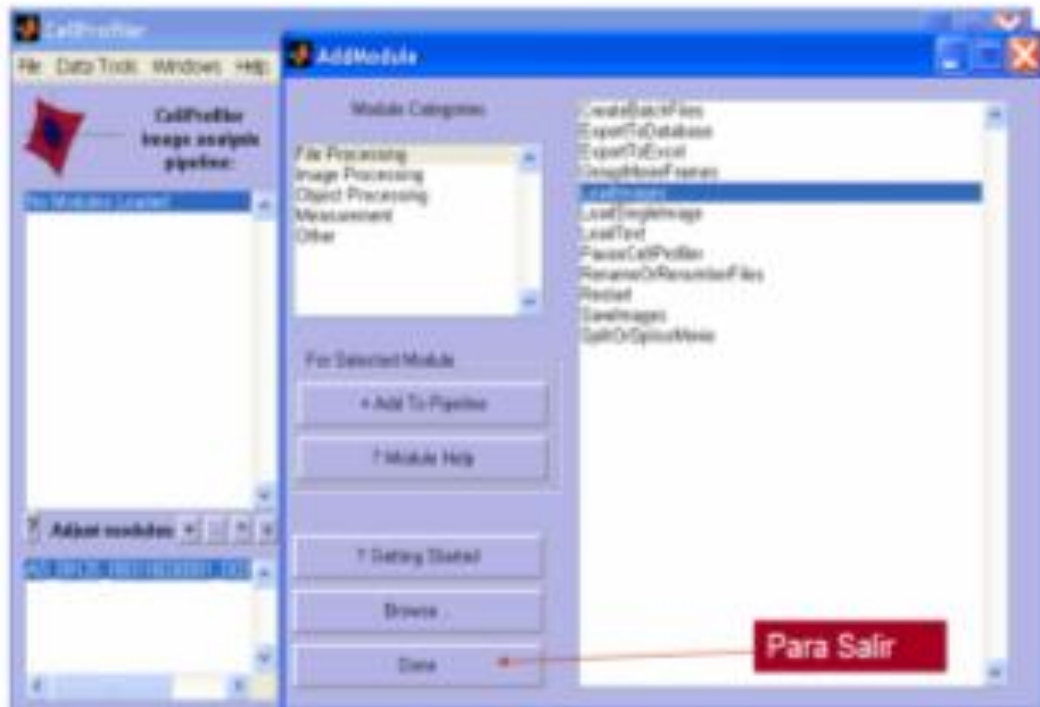 CellProfiler
File Data Tools Windows Help
CellProfiler
image analysis
pipeline:
No Modules Loaded
? Adjust modules + - ^ v
AddModule
Module Categories
File Processing
Image Processing
Object Processing
Measurement
Other
For Selected Module
+ Add To Pipeline
? Module Help
? Getting Started
Browse...
Done
CreateBatchFiles
ExportToDatabase
ExportToExcel
GroupMovieFrames
LoadImages
LoadSingleImage
LoadText
PauseCellProfiler
RenameOrRenumberFiles
Restart
SaveImages
SplitOrSpliceMovie
Para Salir